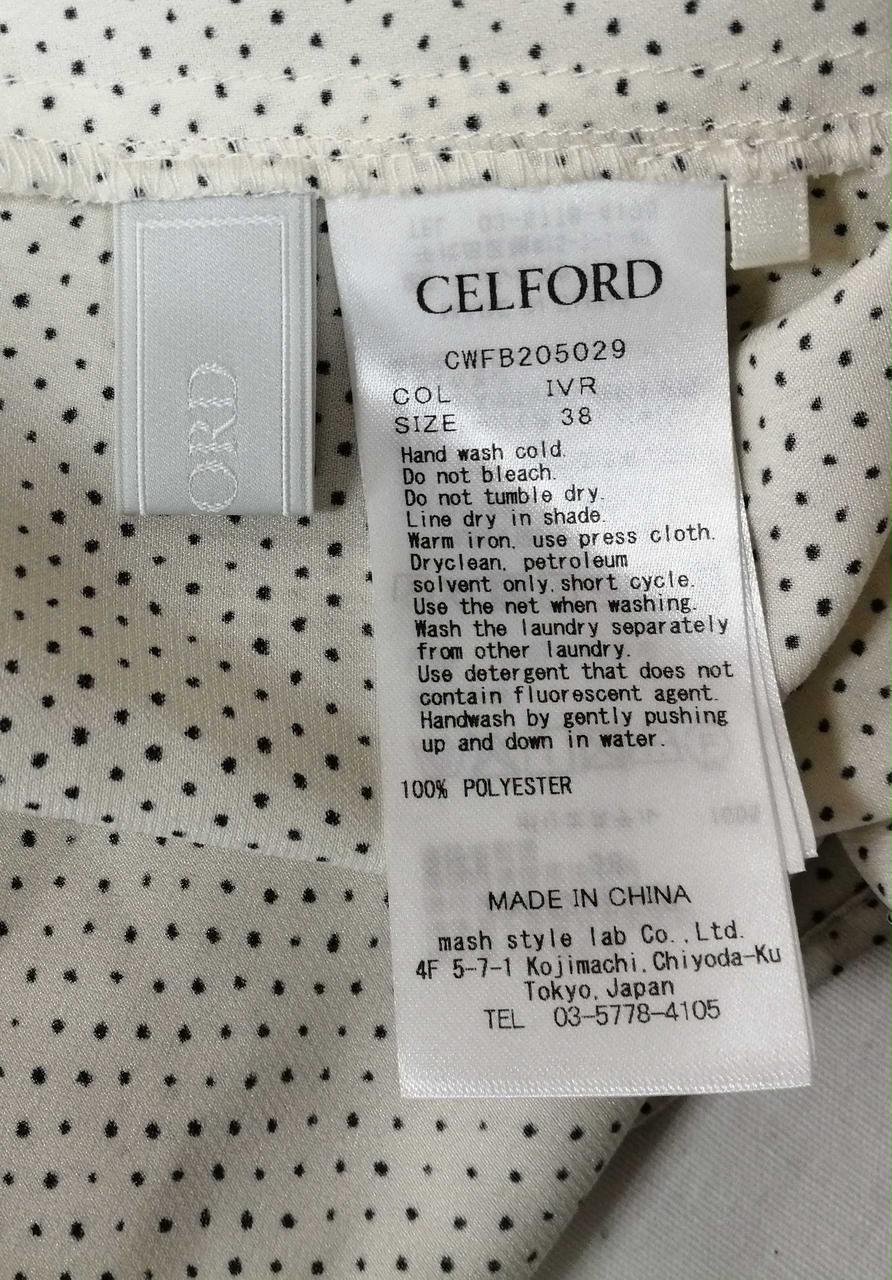 CELFORD
CWFB205029
COL IVR
SIZE 38
Hand wash cold.
Do not bleach.
Do not tumble dry.
Line dry in shade.
Warm iron, use press cloth.
Dryclean, petroleum
solvent only, short cycle.
Use the net when washing.
Wash the laundry separately
from other laundry.
Use detergent that does not
contain fluorescent agent.
Handwash by gently pushing
up and down in water.
100% POLYESTER
MADE IN CHINA
mash style lab Co.,Ltd.
4F 5-7-1 Kojimachi,Chiyoda-Ku
Tokyo,Japan
TEL 03-5778-4105
ORD